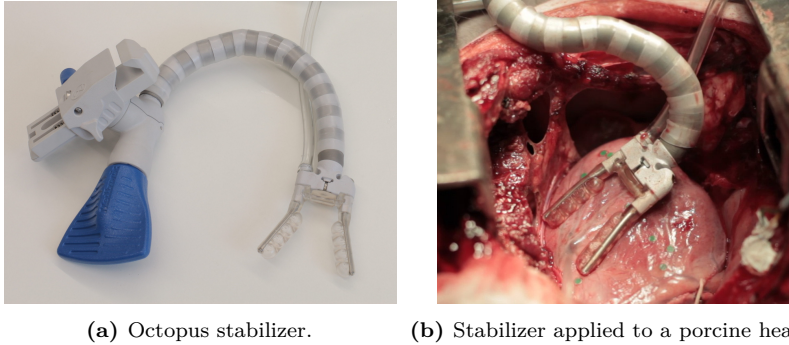 (a) Octopus stabilizer.
(b) Stabilizer applied to a porcine hea